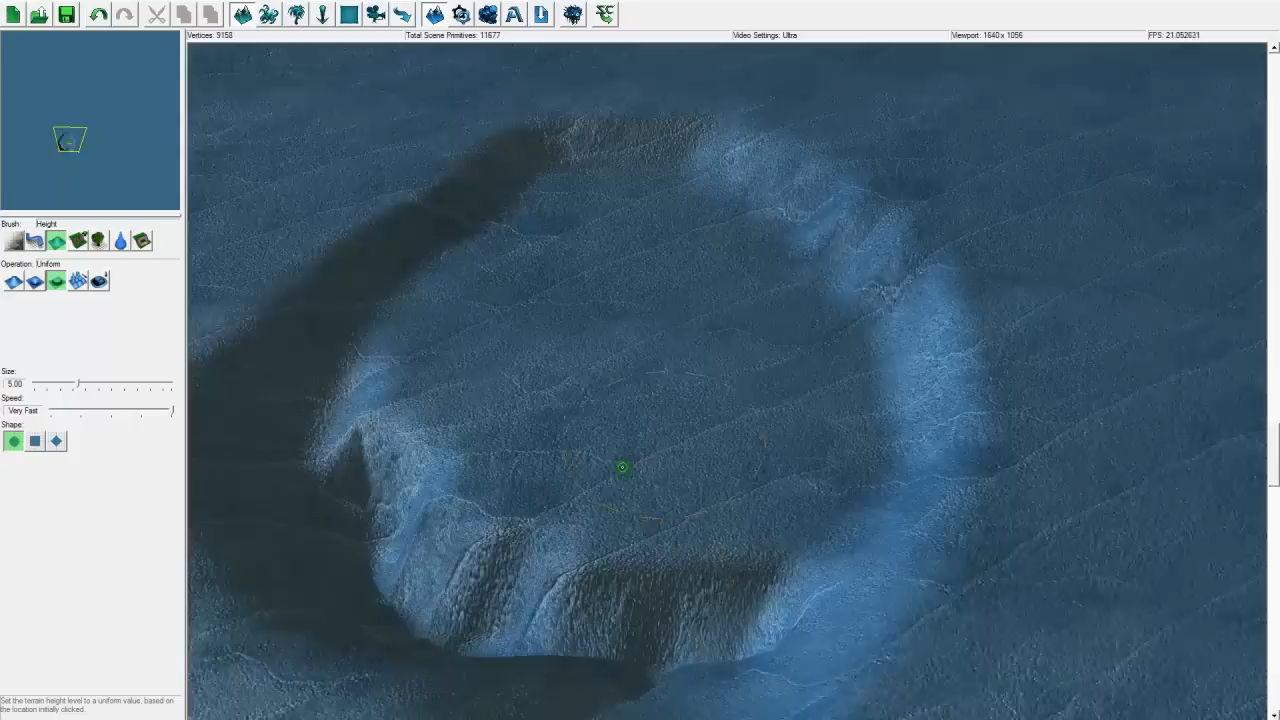 Vertices: 9158
Total Scene Primitives: 11677
Video Settings: Ultra
Viewport: 1640 x 1056
FPS: 21.052631
Brush: Height
Operation: Uniform
Size:
5.00
Speed:
Very Fast
Shape:
Set the terrain height level to a uniform value, based on
the location initially clicked.